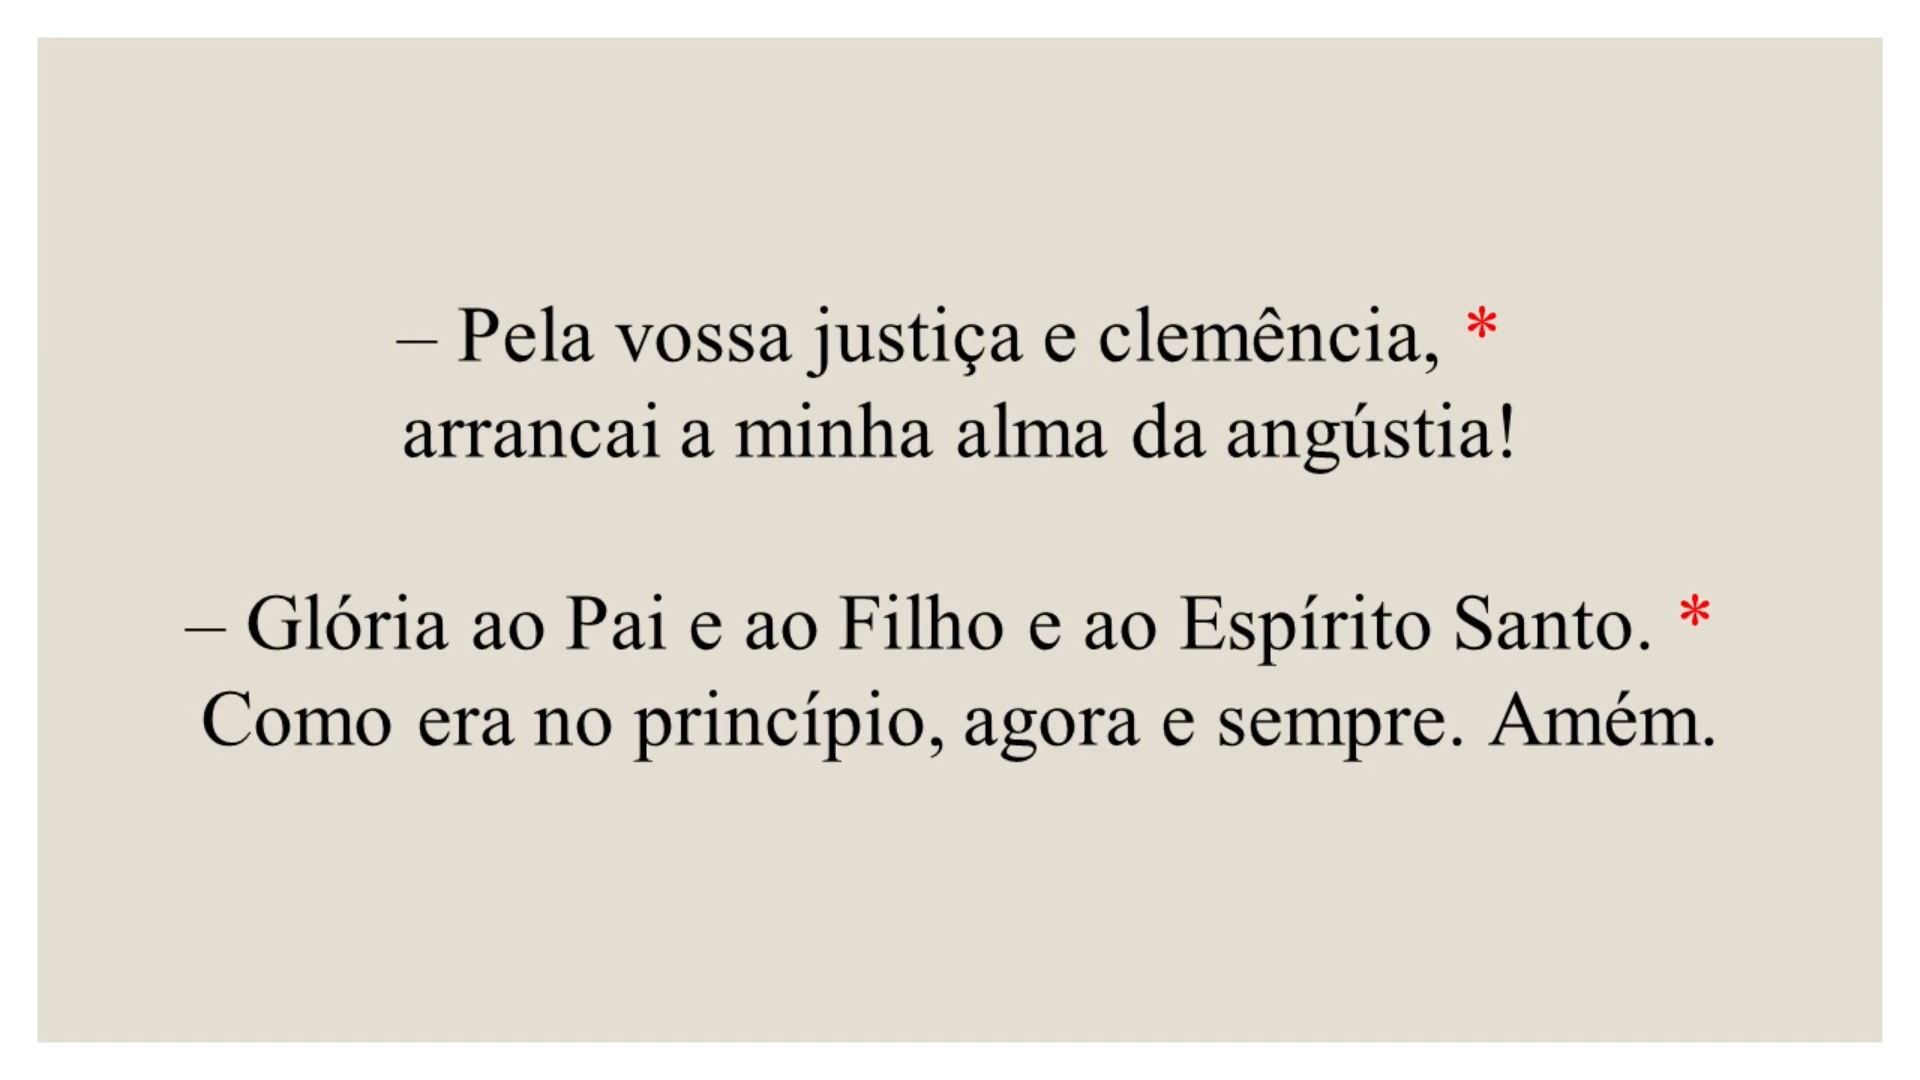 – Pela vossa justiça e clemência, *
arrancai a minha alma da angústia!
– Glória ao Pai e ao Filho e ao Espírito Santo. *
Como era no princípio, agora e sempre. Amém.